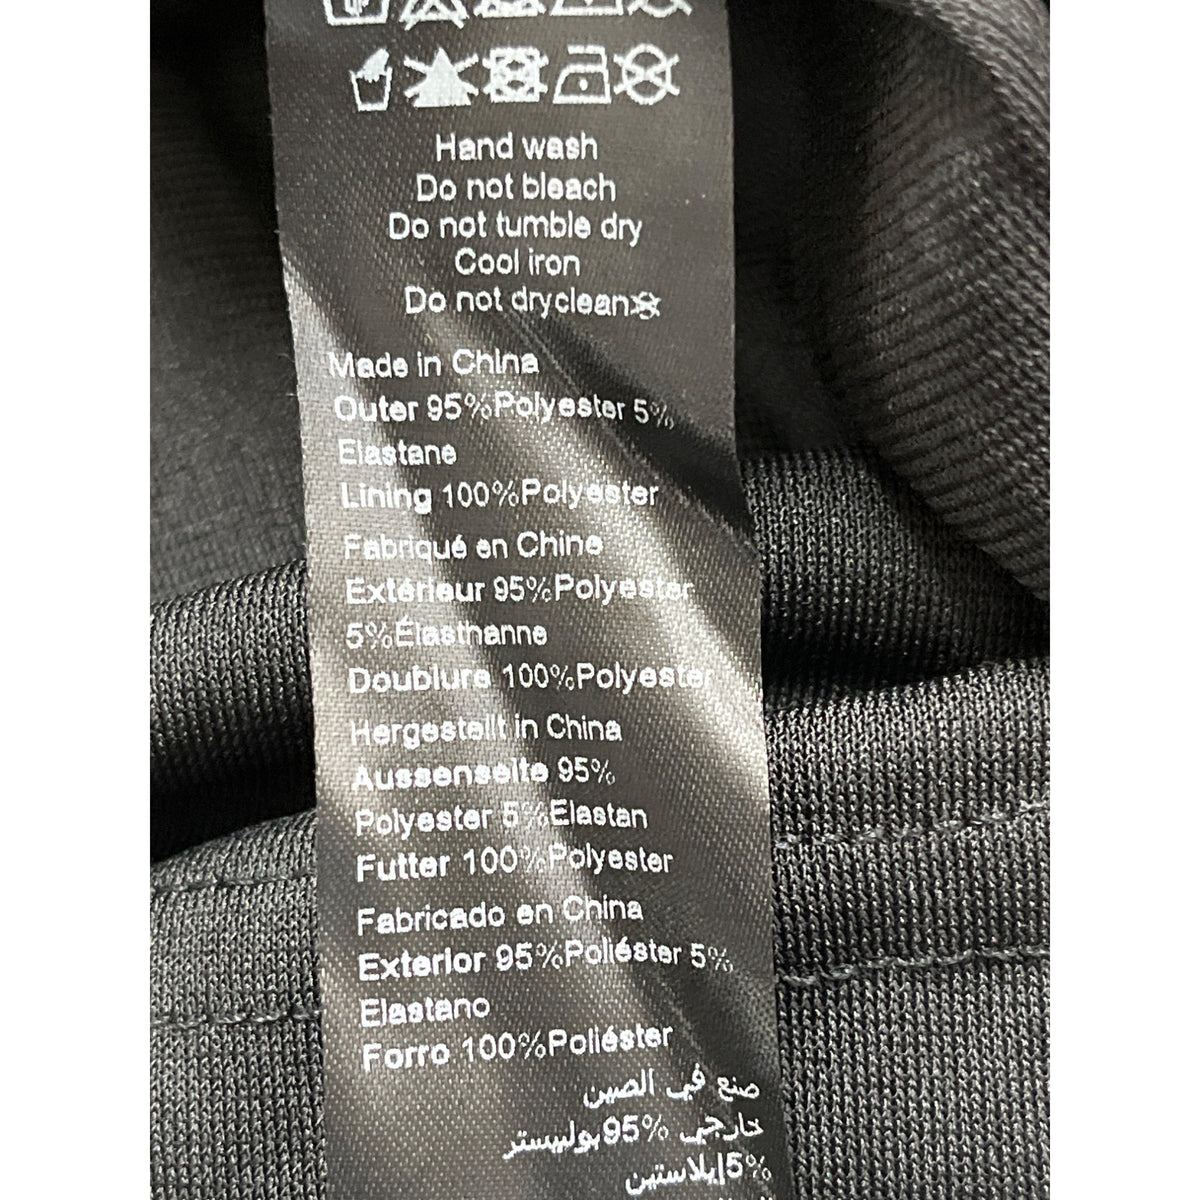 Hand wash
Do not bleach
Do not tumble dry
Cool iron
Do not dryclean
Made in China
Outer 95%Polyester 5%
Elastane
Lining 100%Polyester
Fabriqué en Chine
Extérieur 95%Polyester
5%Élasthanne
Doublure 100%Polyester
Hergestellt in China
Aussenseite 95%
Polyester 5%Elastan
Futter 100%Polyester
Fabricado en China
Exterior 95%Poliéster 5%
Elastano
Forro 100%Poliéster
صنع في الصين
خارجي 95%بوليستر
5%إيلاستين